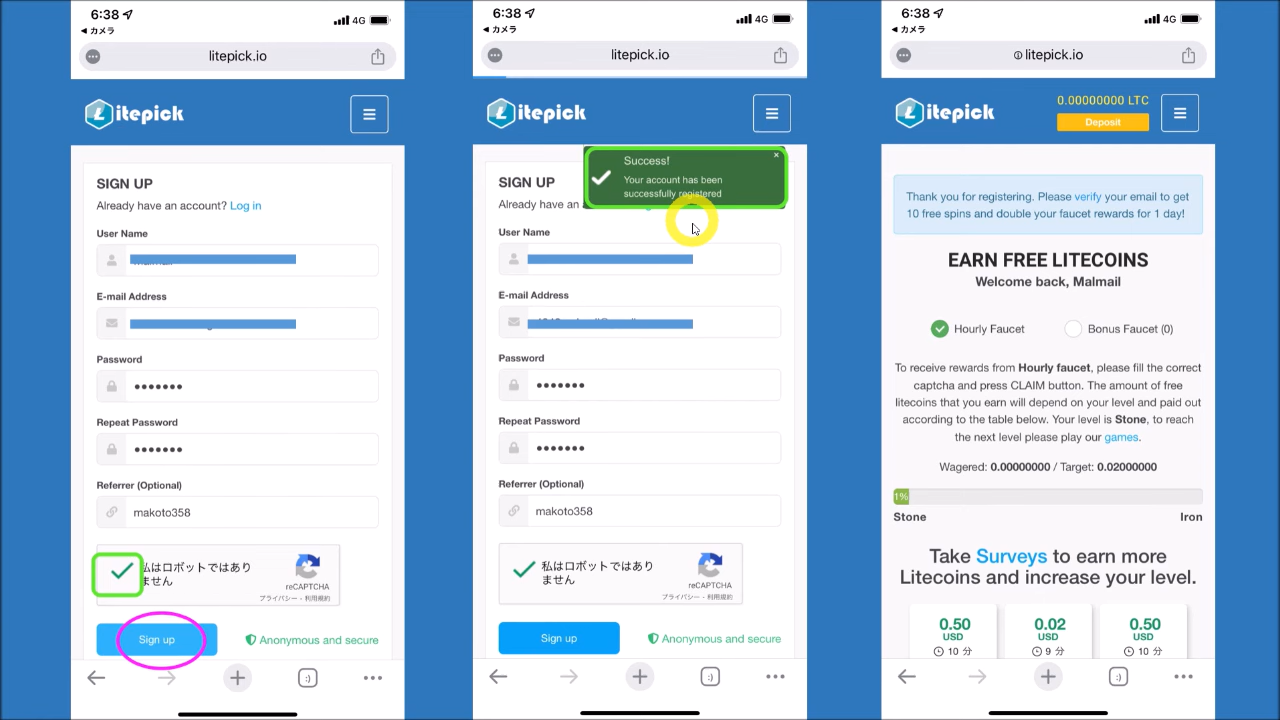 6:38
4G
カメラ
litepick.io
Litepick
SIGN UP
Already have an account? Log in
User Name
E-mail Address
Password
•••••••
Repeat Password
•••••••
Referrer (Optional)
makoto358
私はロボットではあり
ません
reCAPTCHA
プライバシー - 利用規約
Sign up
Anonymous and secure
6:38
4G
カメラ
litepick.io
Litepick
Success!
Your account has been
successfully registered
SIGN UP
Already have an
User Name
E-mail Address
Password
•••••••
Repeat Password
•••••••
Referrer (Optional)
makoto358
私はロボットではあり
ません
reCAPTCHA
プライバシー - 利用規約
Sign up
Anonymous and secure
6:38
4G
カメラ
litepick.io
Litepick
0.00000000 LTC
Deposit
Thank you for registering. Please verify your email to get
10 free spins and double your faucet rewards for 1 day!
EARN FREE LITECOINS
Welcome back, Malmail
Hourly Faucet
Bonus Faucet (0)
To receive rewards from Hourly faucet, please fill the correct
captcha and press CLAIM button. The amount of free
litecoins that you earn will depend on your level and paid out
according to the table below. Your level is Stone, to reach
the next level please play our games.
Wagered: 0.00000000 / Target: 0.02000000
1%
Stone
Iron
Take Surveys to earn more
Litecoins and increase your level.
0.50
USD
10 分
0.02
USD
9 分
0.50
USD
10 分